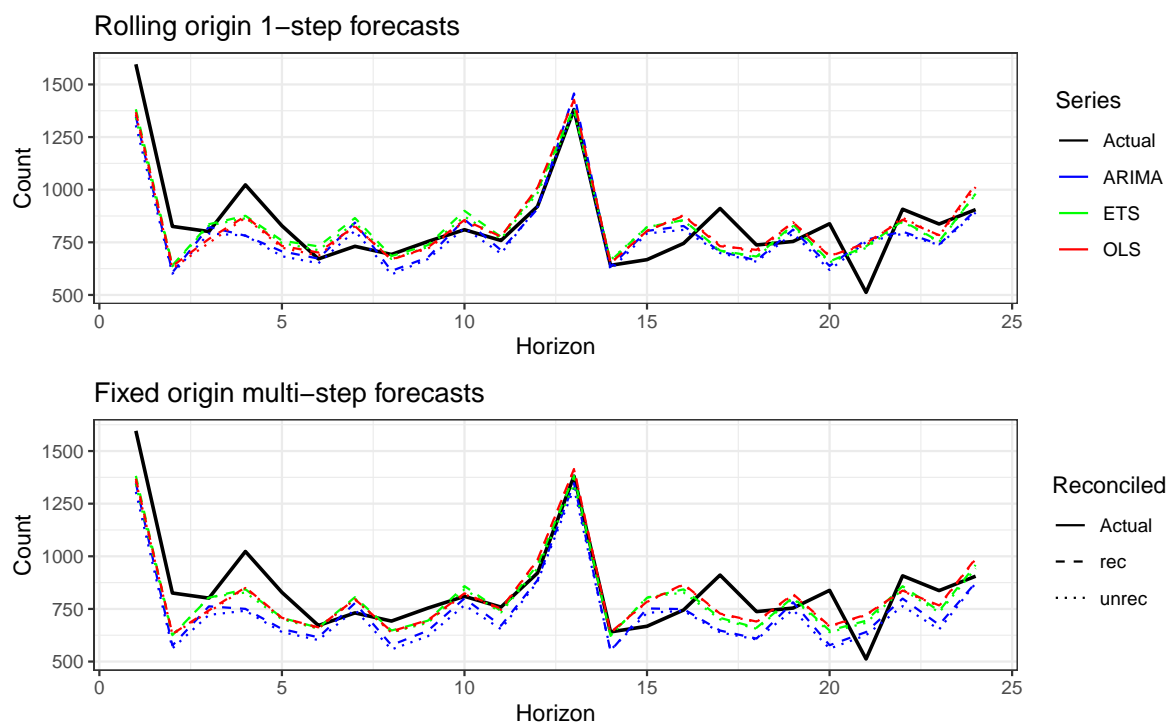 Rolling origin 1−step forecasts
1500
1250
1000
750
500
Count
0 5 10 15 20 25
Horizon
Series
Actual
ARIMA
ETS
OLS
Fixed origin multi−step forecasts
1500
1250
1000
750
500
Count
0 5 10 15 20 25
Horizon
Reconciled
Actual
rec
unrec